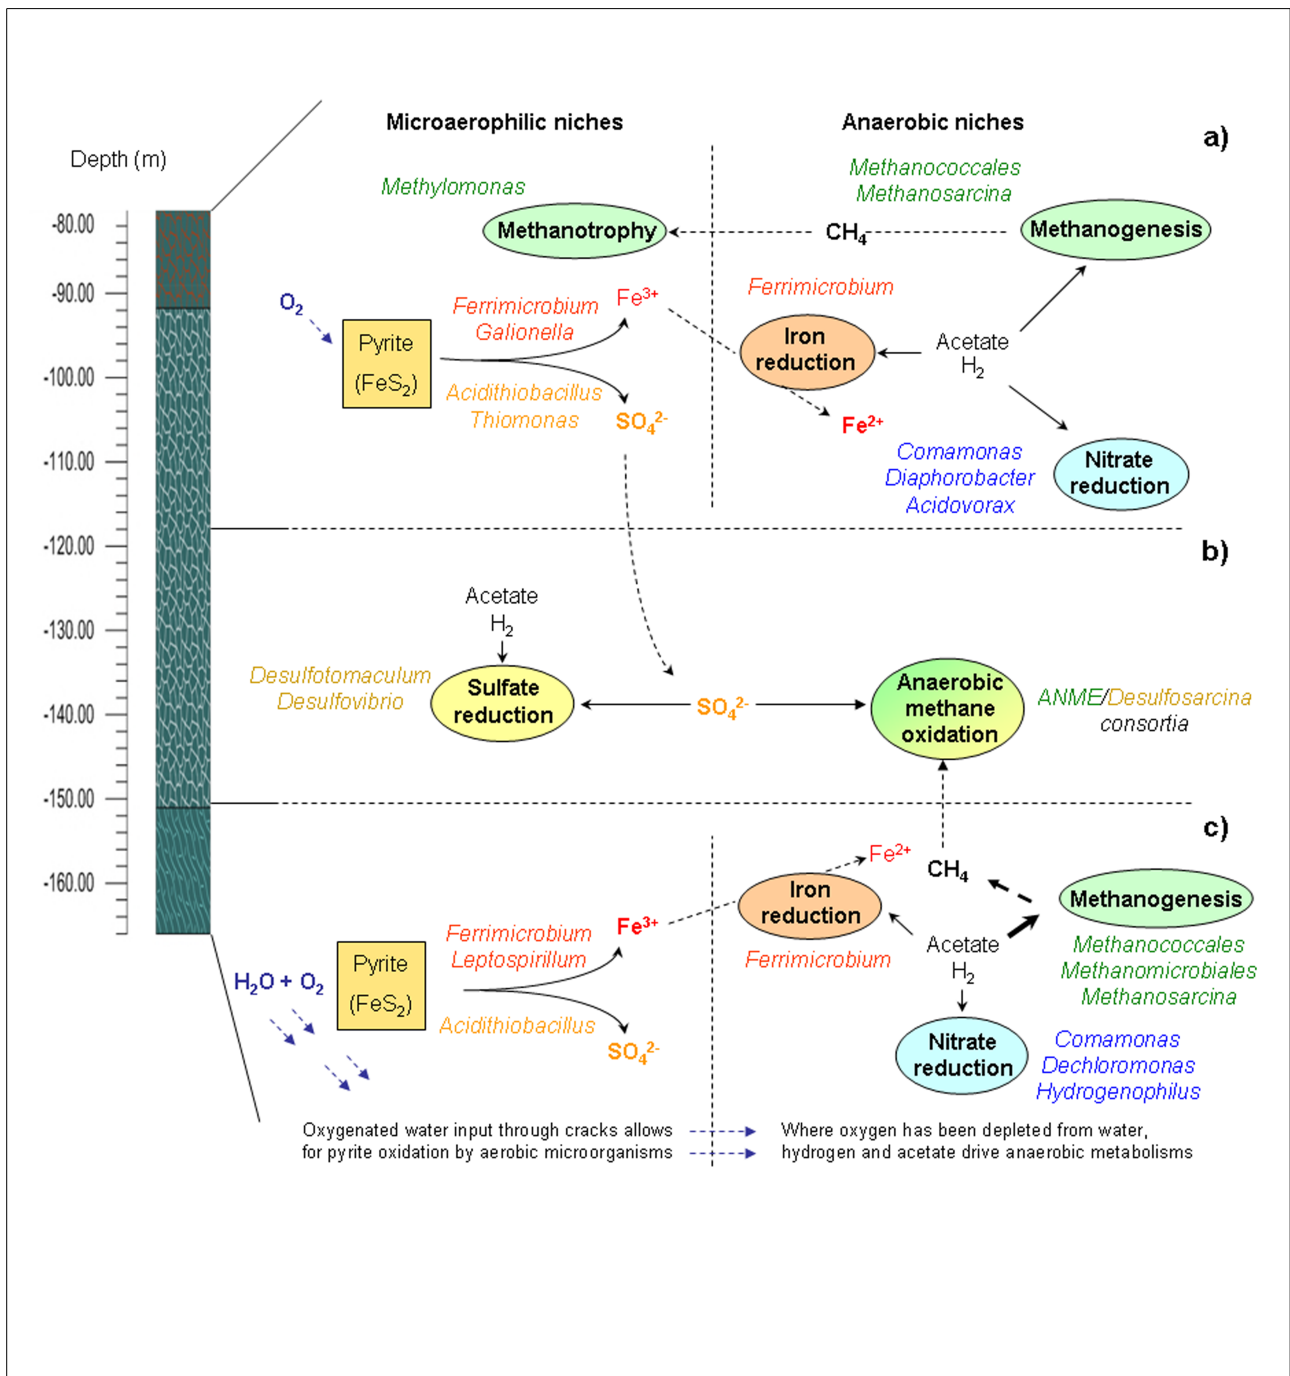 Microaerophilic niches
Anaerobic niches
a)
Depth (m)
-80.00
-90.00
-100.00
-110.00
-120.00
-130.00
-140.00
-150.00
-160.00
Methylomonas
Methanotrophy
CH₄
Methanococcales
Methanosarcina
Methanogenesis
O₂
Pyrite
(FeS₂)
Ferrimicrobium
Galionella
Fe³⁺
Acidithiobacillus
Thiomonas
SO₄²⁻
Ferrimicrobium
Iron
reduction
Fe²⁺
Acetate
H₂
Comamonas
Diaphorobacter
Acidovorax
Nitrate
reduction
b)
Acetate
H₂
Desulfotomaculum
Desulfovibrio
Sulfate
reduction
SO₄²⁻
Anaerobic
methane
oxidation
ANME/Desulfosarcina
consortia
c)
H₂O + O₂
Pyrite
(FeS₂)
Ferrimicrobium
Leptospirillum
Fe³⁺
Acidithiobacillus
SO₄²⁻
Iron
reduction
Fe²⁺
Ferrimicrobium
CH₄
Methanogenesis
Acetate
H₂
Methanococcales
Methanomicrobiales
Methanosarcina
Nitrate
reduction
Comamonas
Dechloromonas
Hydrogenophilus
Oxygenated water input through cracks allows
for pyrite oxidation by aerobic microorganisms
Where oxygen has been depleted from water,
hydrogen and acetate drive anaerobic metabolisms